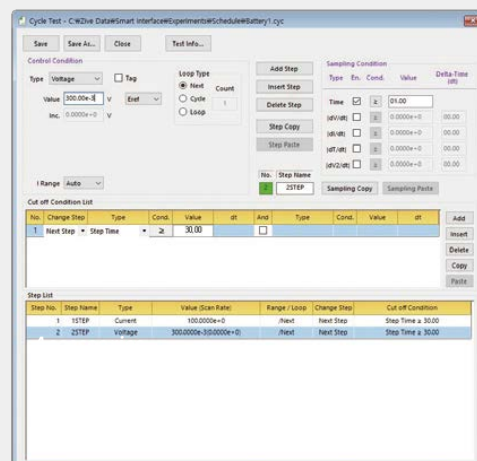 Cycle Test - C:₩Zive Data₩Smart Interface₩Experiments₩Schedule₩Battery1.cyc
Save Save As... Close Test Info...
Control Condition
Type Voltage Tag
Value 300.00e-3 V Eref
Inc. 0.0000e+0 V
I Range Auto
Loop Type
Next Count
Cycle 1
Loop
Add Step
Insert Step
Delete Step
Step Copy
Step Paste
No. Step Name
2 2STEP
Sampling Condition
Type En. Cond. Value Delta-Time (dt)
Time ≥ 01.00
|dV/dt| ≥ 0.0000e+0 00.00
|dI/dt| ≥ 0.0000e+0 00.00
|dT/dt| ≥ 0.0000e+0 00.00
|dV2/dt| ≥ 0.0000e+0 00.00
Sampling Copy Sampling Paste
Cut off Condition List
No. Change Step Type Cond. Value dt And Type Cond. Value dt
1 Next Step Step Time ≥ 30.00
Add
Insert
Delete
Copy
Paste
Step List
Step No. Step Name Type Value (Scan Rate) Range / Loop Change Step Cut off Condition
1 1STEP Current 100.0000e+0 /Next Next Step Step Time ≥ 30.00
2 2STEP Voltage 300.0000e-3(0.0000e+0) /Next Next Step Step Time ≥ 30.00